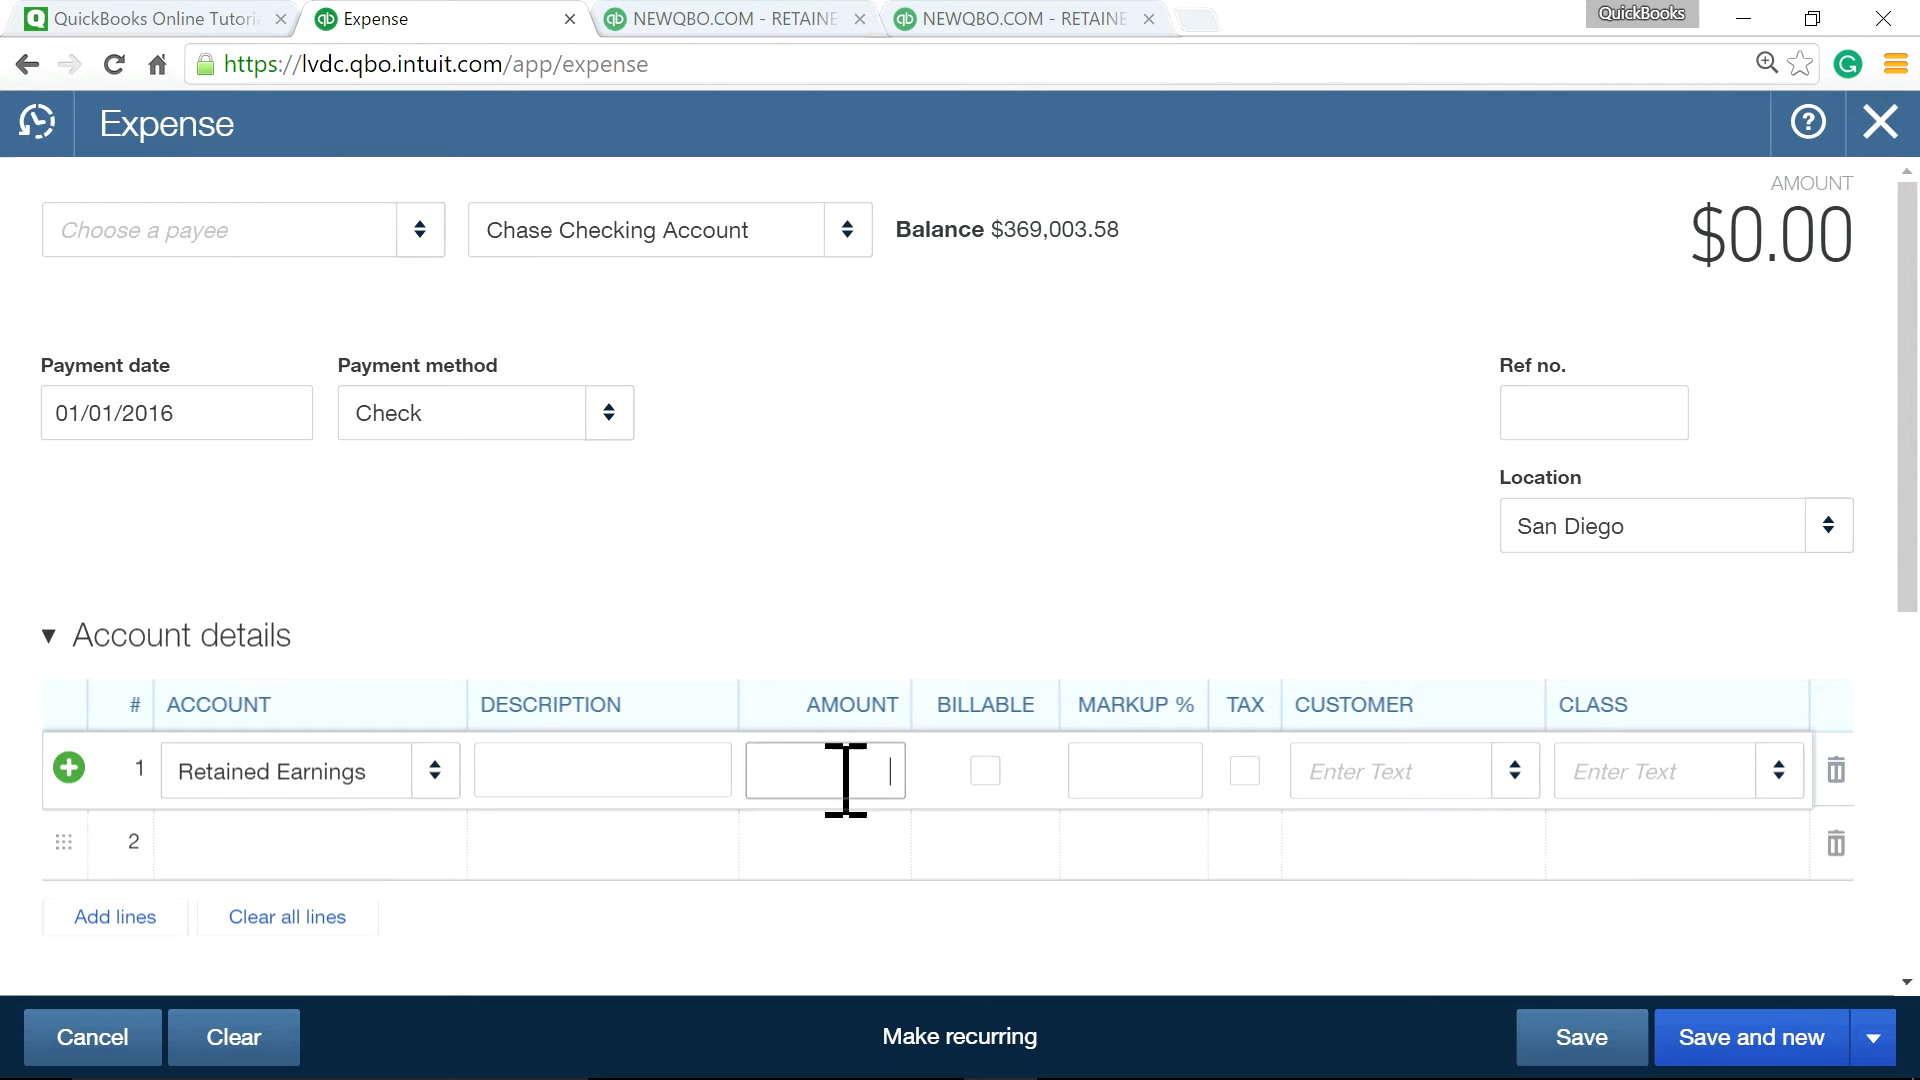 QuickBooks Online Tutori
Expense
NEWQBO.COM - RETAINE
NEWQBO.COM - RETAINE
QuickBooks
https://lvdc.qbo.intuit.com/app/expense
Expense
AMOUNT
Choose a payee
Chase Checking Account
Balance $369,003.58
$0.00
Payment date
Payment method
Ref no.
01/01/2016
Check
Location
San Diego
Account details
# ACCOUNT DESCRIPTION AMOUNT BILLABLE MARKUP % TAX CUSTOMER CLASS
1 Retained Earnings Enter Text Enter Text
2
Add lines Clear all lines
Cancel Clear Make recurring Save Save and new